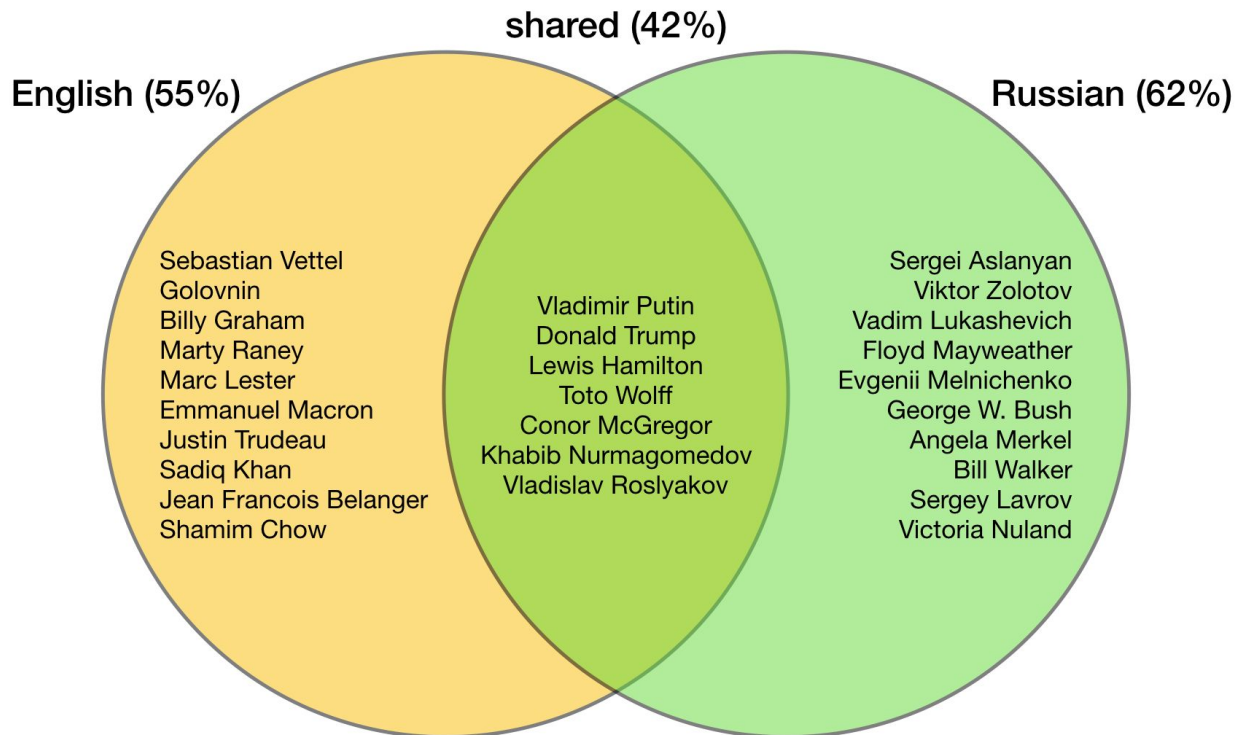 shared (42%)
English (55%)
Russian (62%)
Sebastian Vettel
Golovnin
Billy Graham
Marty Raney
Marc Lester
Emmanuel Macron
Justin Trudeau
Sadiq Khan
Jean Francois Belanger
Shamim Chow
Vladimir Putin
Donald Trump
Lewis Hamilton
Toto Wolff
Conor McGregor
Khabib Nurmagomedov
Vladislav Roslyakov
Sergei Aslanyan
Viktor Zolotov
Vadim Lukashevich
Floyd Mayweather
Evgenii Melnichenko
George W. Bush
Angela Merkel
Bill Walker
Sergey Lavrov
Victoria Nuland